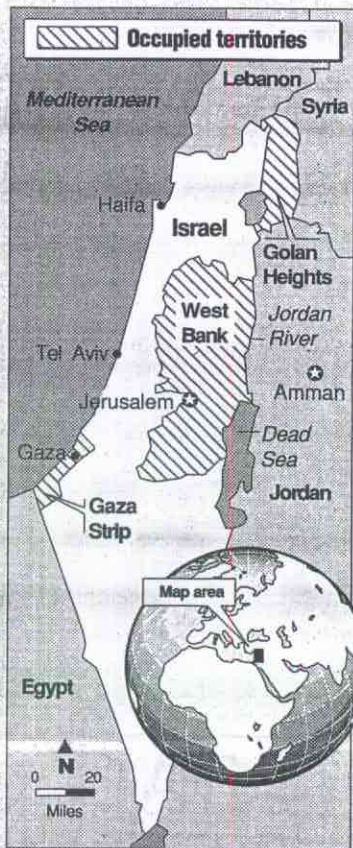 Occupied territories
Lebanon
Mediterranean
Sea
Syria
Haifa
Israel
Golan
Heights
West
Bank
Jordan
River
Tel Aviv
Amman
Jerusalem
Dead
Sea
Gaza
Jordan
Gaza
Strip
Map area
Egypt
N
0 20
Miles